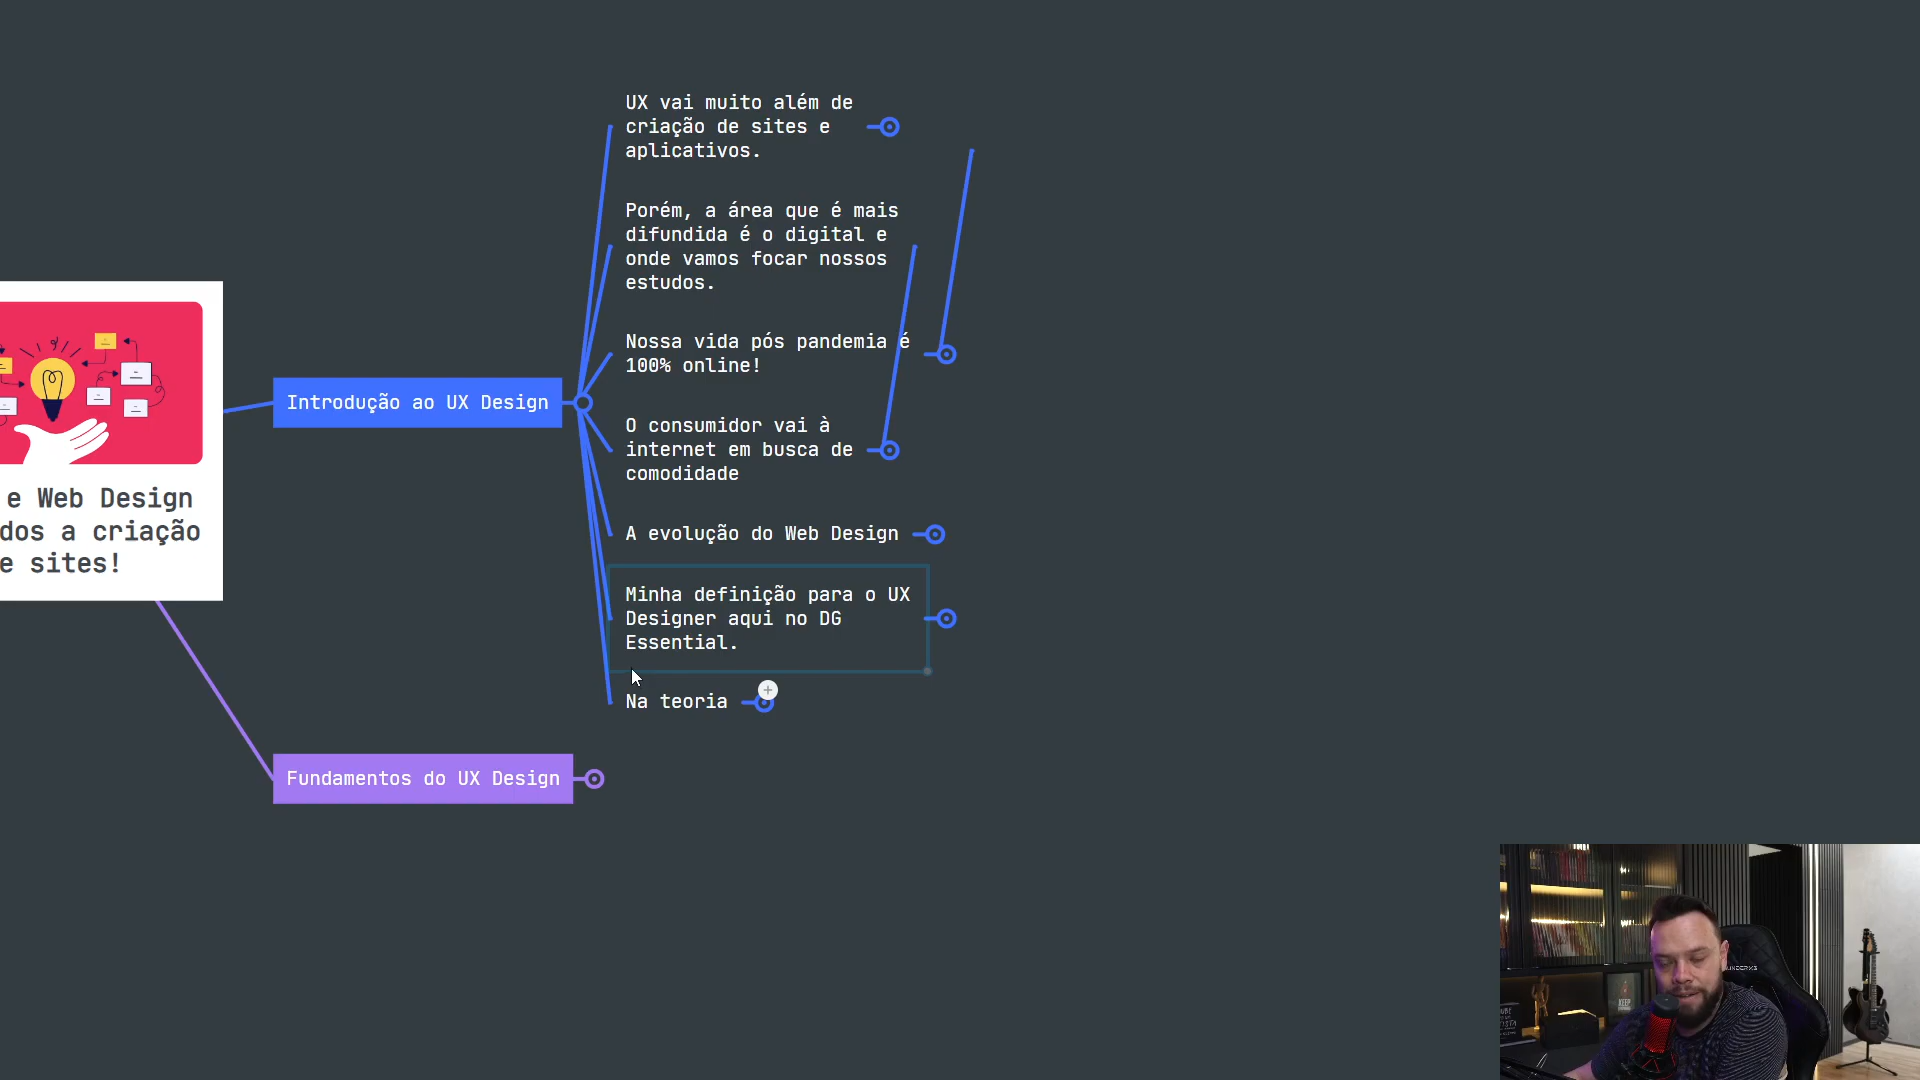 UX vai muito além de
criação de sites e
aplicativos.
Porém, a área que é mais
difundida é o digital e
onde vamos focar nossos
estudos.
Nossa vida pós pandemia é
100% online!
Introdução ao UX Design
O consumidor vai à
internet em busca de
comodidade
e Web Design
dos a criação
e sites!
A evolução do Web Design
Minha definição para o UX
Designer aqui no DG
Essential.
Na teoria
Fundamentos do UX Design
KEEP